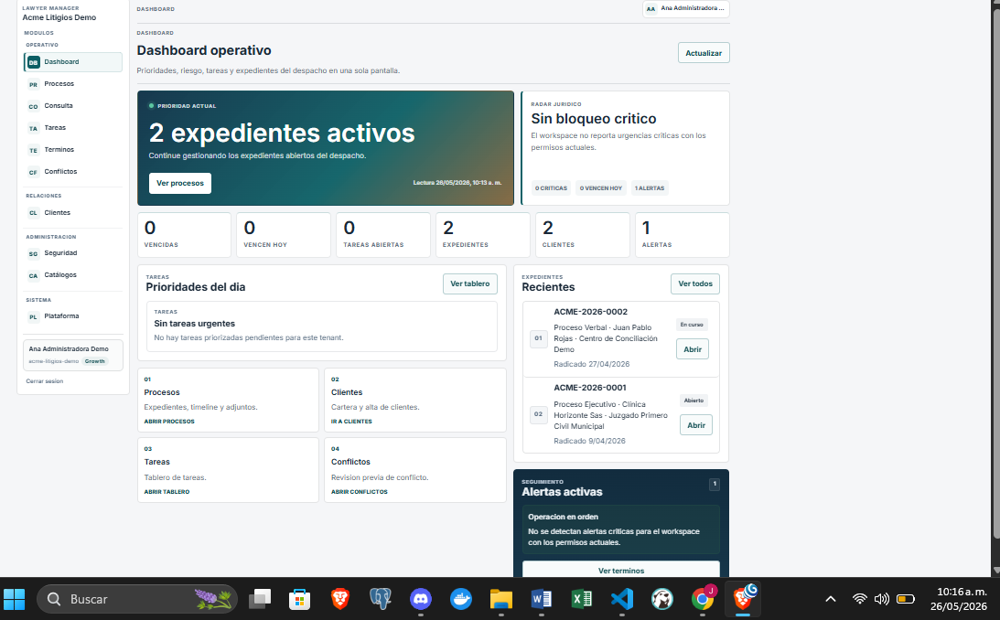 LAWYER MANAGER
Acme Litigios Demo
MODULOS
OPERATIVO
DB Dashboard
PR Procesos
CO Consulta
TA Tareas
TE Terminos
CF Conflictos
RELACIONES
CL Clientes
ADMINISTRACION
SG Seguridad
CA Catálogos
SISTEMA
PL Plataforma
Ana Administradora Demo
acme-litigios-demo Growth
Cerrar sesion
DASHBOARD
AA Ana Administradora ...
DASHBOARD
Dashboard operativo
Prioridades, riesgo, tareas y expedientes del despacho en una sola pantalla.
Actualizar
PRIORIDAD ACTUAL
2 expedientes activos
Continue gestionando los expedientes abiertos del despacho.
Ver procesos
Lectura 26/05/2026, 10:13 a. m.
RADAR JURIDICO
Sin bloqueo critico
El workspace no reporta urgencias críticas con los
permisos actuales.
0 CRITICAS 0 VENCEN HOY 1 ALERTAS
0
VENCIDAS
0
VENCEN HOY
0
TAREAS ABIERTAS
2
EXPEDIENTES
2
CLIENTES
1
ALERTAS
TAREAS
Prioridades del dia
Ver tablero
TAREAS
Sin tareas urgentes
No hay tareas priorizadas pendientes para este tenant.
01
Procesos
Expedientes, timeline y adjuntos.
ABRIR PROCESOS
02
Clientes
Cartera y alta de clientes.
IR A CLIENTES
03
Tareas
Tablero de tareas.
ABRIR TABLERO
04
Conflictos
Revision previa de conflicto.
ABRIR CONFLICTOS
EXPEDIENTES
Recientes
Ver todos
01
ACME-2026-0002
Proceso Verbal · Juan Pablo
Rojas · Centro de Conciliación
Demo
Radicado 27/04/2026
En curso
Abrir
02
ACME-2026-0001
Proceso Ejecutivo · Clínica
Horizonte Sas · Juzgado Primero
Civil Municipal
Radicado 9/04/2026
Abierto
Abrir
SEGUIMIENTO
Alertas activas
1
Operacion en orden
No se detectan alertas críticas para el workspace
con los permisos actuales.
Ver terminos
Buscar
J
10:16 a. m.
26/05/2026